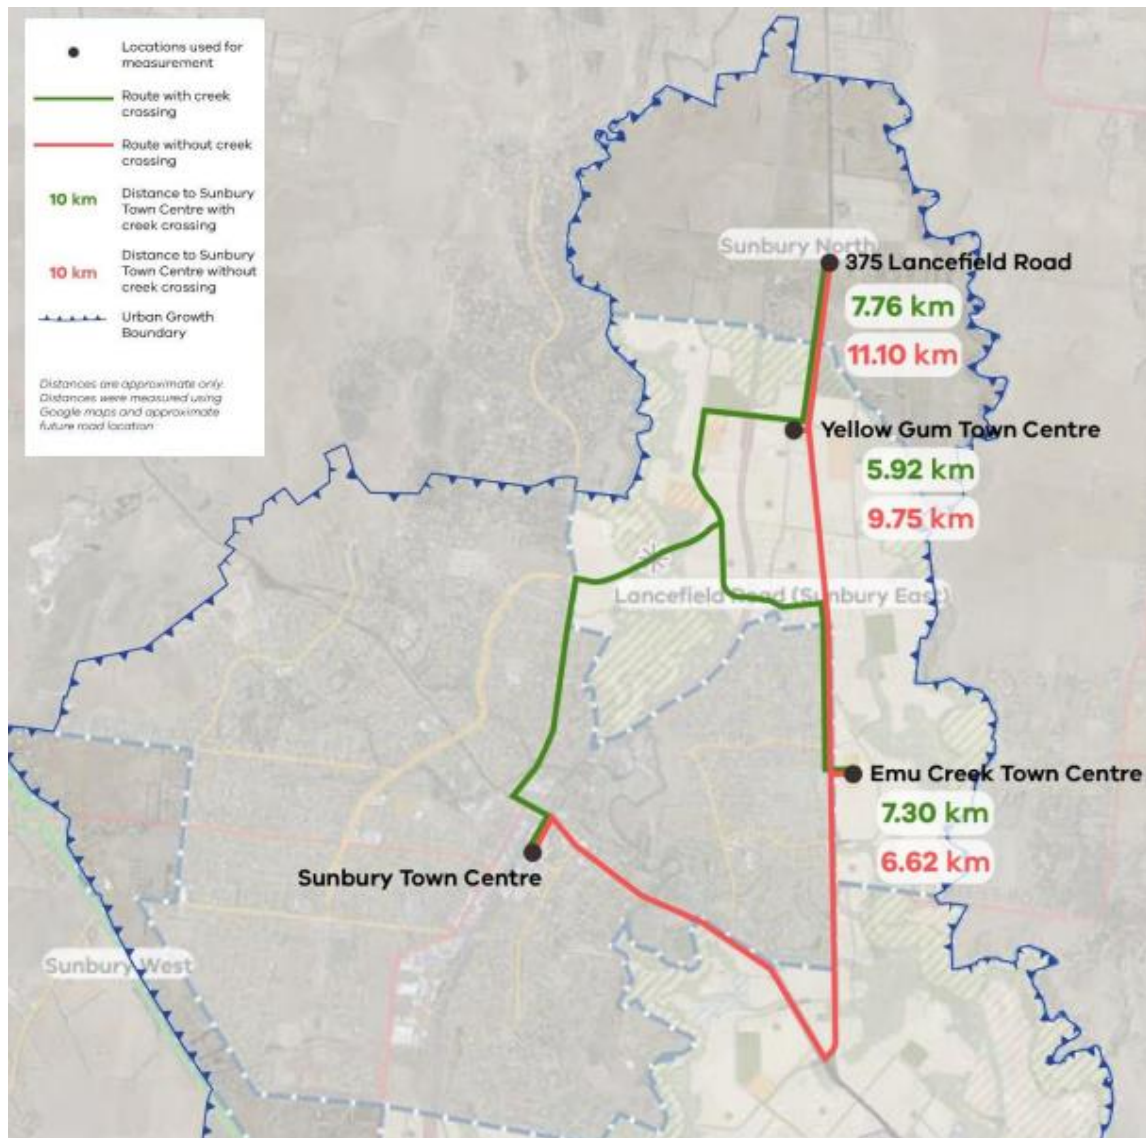 Locations used for
measurement
Route with creek
crossing
Route without creek
crossing
10 km
Distance to Sunbury
Town Centre with
creek crossing
10 km
Distance to Sunbury
Town Centre without
creek crossing
Urban Growth
Boundary
Distances are approximate only.
Distances were measured using
Google maps and approximate
future road location
Sunbury North
375 Lancefield Road
7.76 km
11.10 km
Yellow Gum Town Centre
5.92 km
9.75 km
Lancefield Road (Sunbury East)
Emu Creek Town Centre
7.30 km
6.62 km
Sunbury Town Centre
Sunbury West